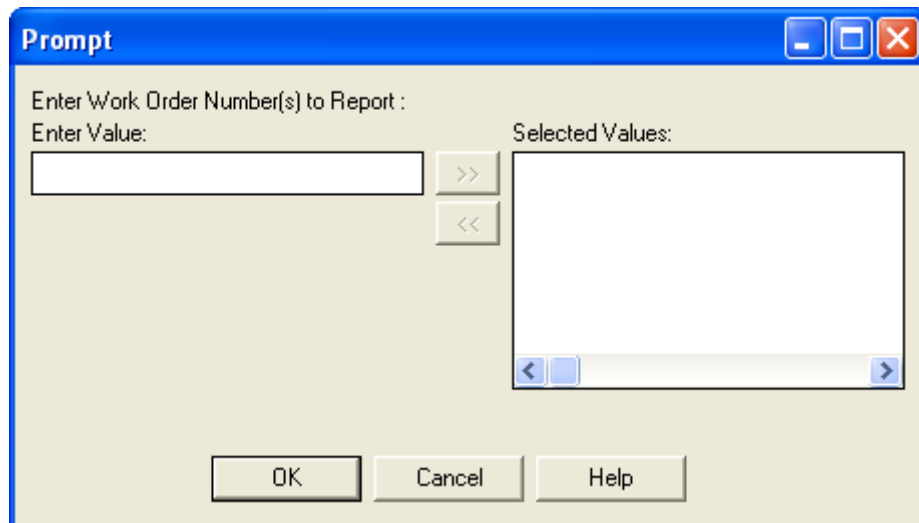 Prompt
Enter Work Order Number(s) to Report :
Enter Value:
Selected Values:
>>
<<
OK
Cancel
Help